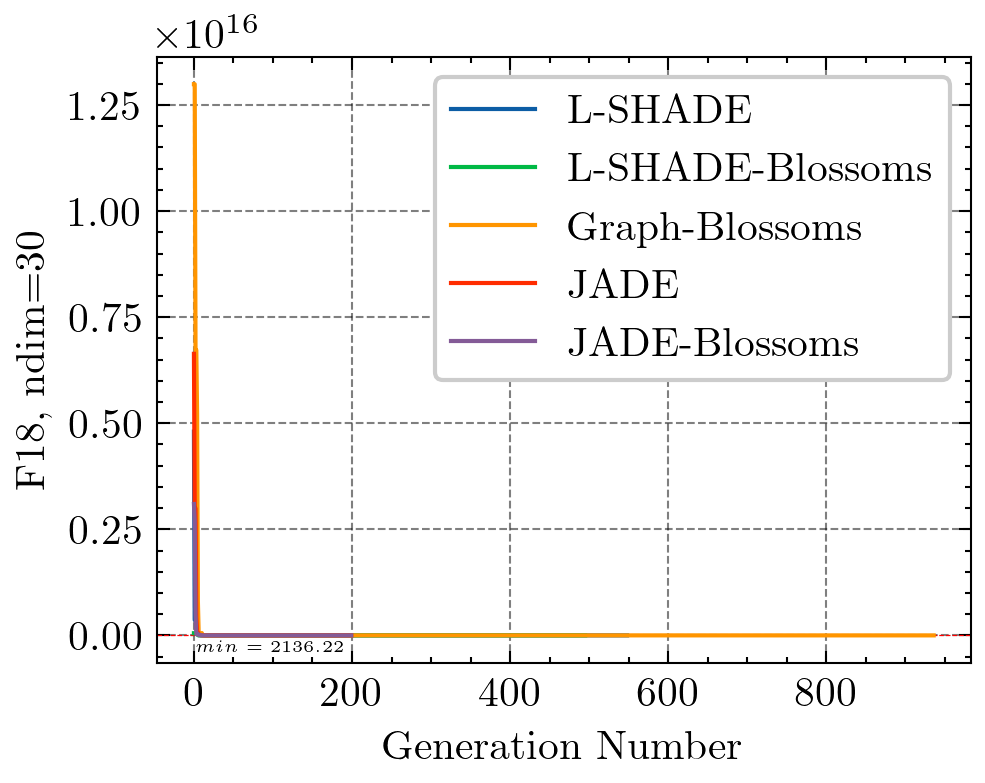 ×10^16
1.25
1.00
0.75
0.50
0.25
0.00
F18, ndim=30
L-SHADE
L-SHADE-Blossoms
Graph-Blossoms
JADE
JADE-Blossoms
min = 2136.22
0 200 400 600 800
Generation Number